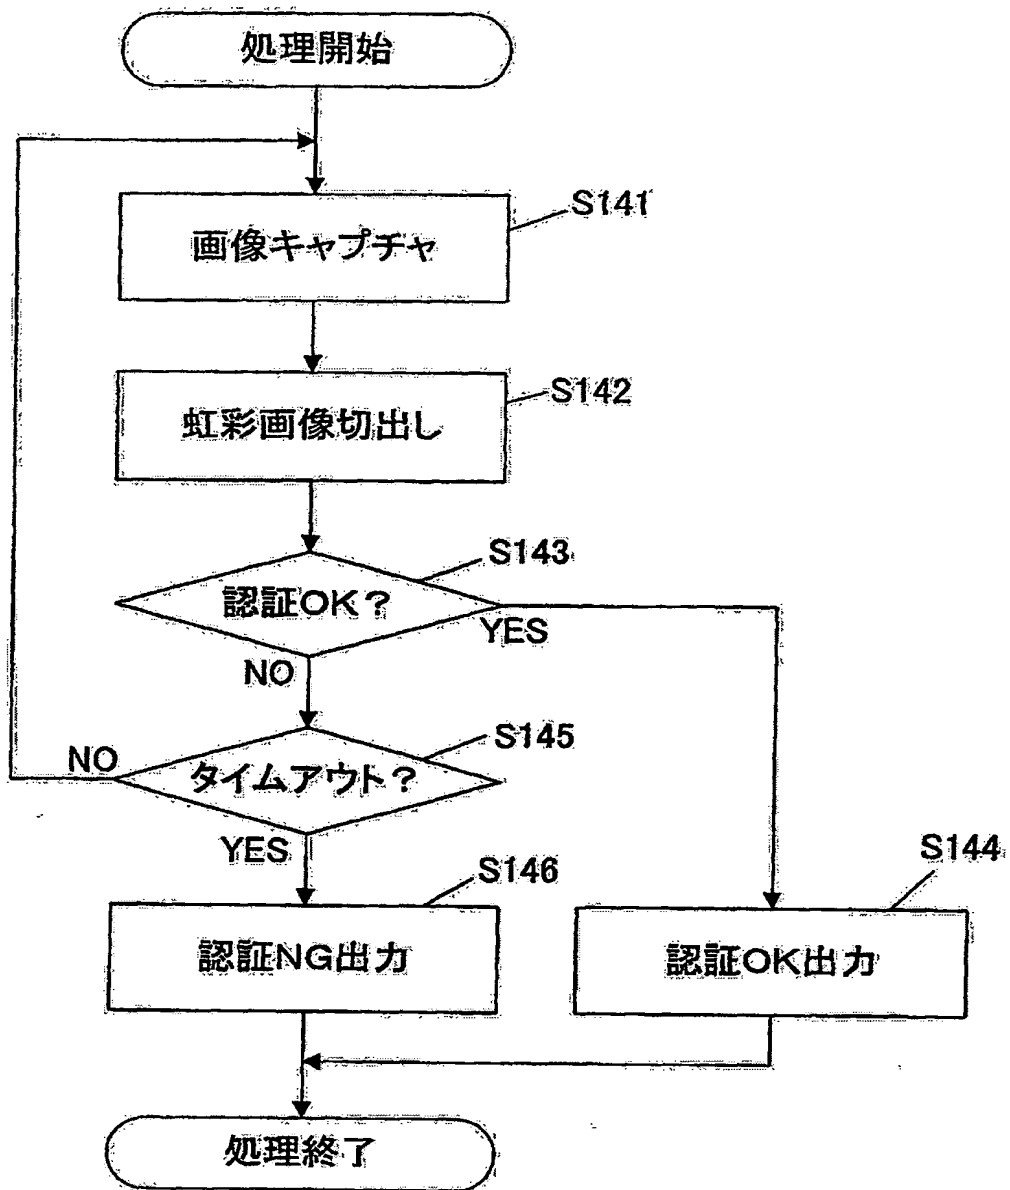 処理開始
S141
画像キャプチャ
S142
虹彩画像切出し
S143
認証OK?
YES
NO
S145
NO
タイムアウト?
YES
S146
S144
認証NG出力
認証OK出力
処理終了